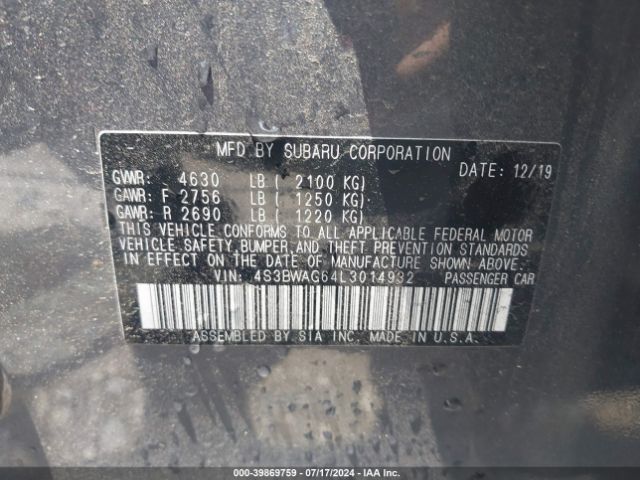 MFD BY SUBARU CORPORATION
DATE: 12/19
GVWR: 4630 LB ( 2100 KG)
GAWR: F 2756 LB ( 1250 KG)
GAWR: R 2690 LB ( 1220 KG)
THIS VEHICLE CONFORMS TO ALL APPLICABLE FEDERAL MOTOR
VEHICLE SAFETY, BUMPER, AND THEFT PREVENTION STANDARDS
IN EFFECT ON THE DATE OF MANUFACTURE SHOWN ABOVE.
VIN: 4S3BWAG64L3014932
PASSENGER CAR
ASSEMBLED BY SIA INC. MADE IN U.S.A.
000-39869759 - 07/17/2024 - IAA Inc.